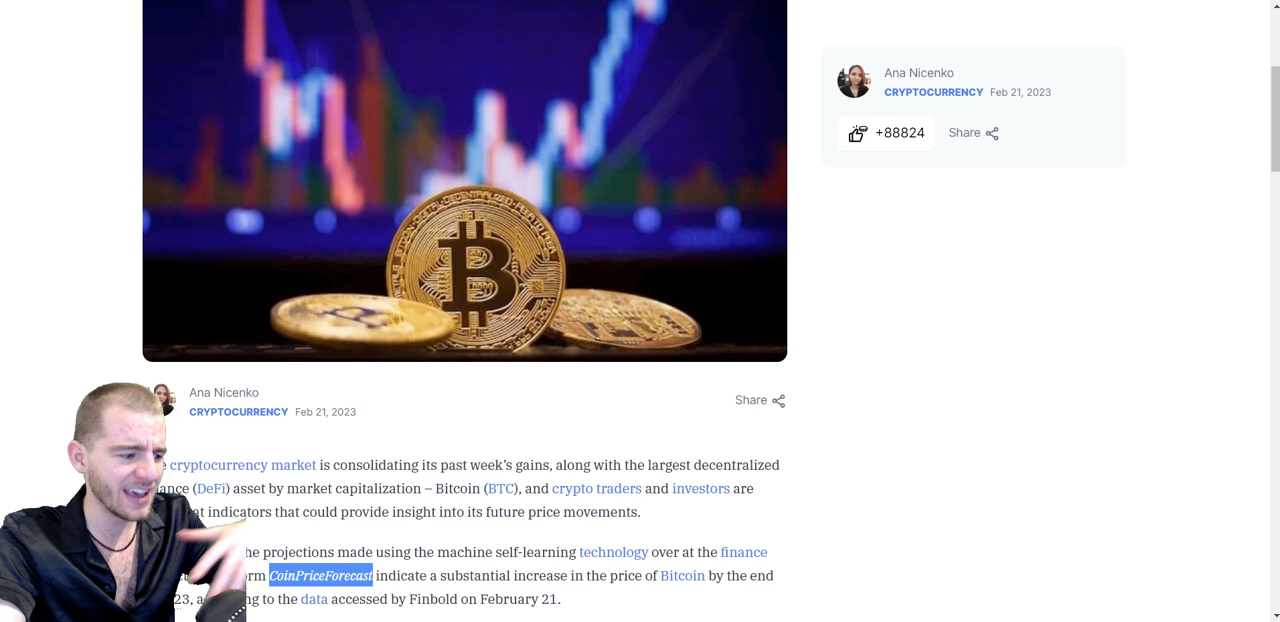 Ana Nicenko
CRYPTOCURRENCY Feb 21, 2023
+88824 Share
Ana Nicenko
CRYPTOCURRENCY Feb 21, 2023
Share
cryptocurrency market is consolidating its past week's gains, along with the largest decentralized
(DeFi) asset by market capitalization – Bitcoin (BTC), and crypto traders and investors are
at indicators that could provide insight into its future price movements.
projections made using the machine self-learning technology over at the finance
CoinPriceForecast indicate a substantial increase in the price of Bitcoin by the end
to the data accessed by Finbold on February 21.